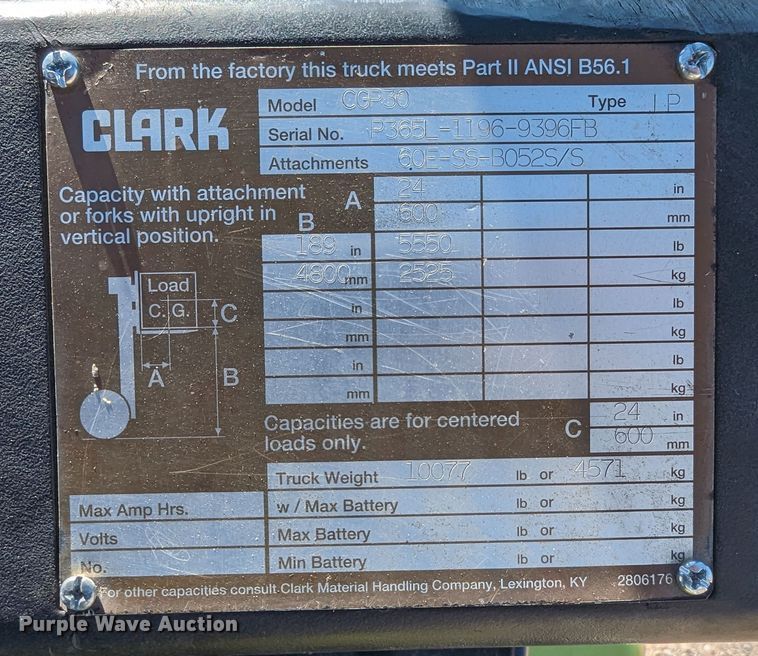 From the factory this truck meets Part II ANSI B56.1
CLARK
Model CGP30 Type LP
Serial No. P365L-1196-9396FB
Attachments 60E-SS-B052S/S
Capacity with attachment
or forks with upright in
vertical position.
B
A
24 in
600 mm
189 in 5550 lb
4800 mm 2525 kg
in lb
mm kg
in lb
mm kg
Load
C. G.
C
A
B
Capacities are for centered
loads only.
C
24 in
600 mm
Truck Weight 10077 lb or 4571 kg
Max Amp Hrs.
w / Max Battery lb or kg
Volts
Max Battery lb or kg
No.
Min Battery lb or kg
For other capacities consult Clark Material Handling Company, Lexington, KY 2806176
Purple Wave Auction